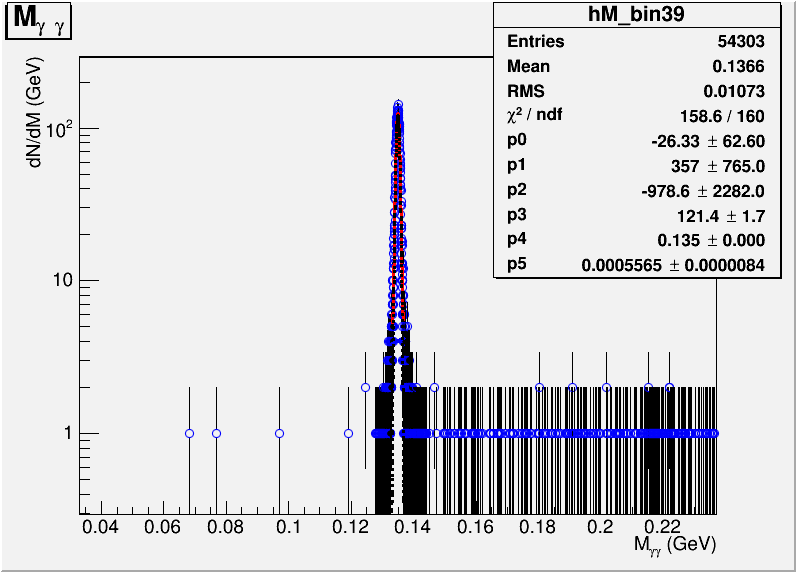 Mγ γ
hM_bin39
Entries 54303
Mean 0.1366
RMS 0.01073
χ² / ndf 158.6 / 160
p0 -26.33 ± 62.60
p1 357 ± 765.0
p2 -978.6 ± 2282.0
p3 121.4 ± 1.7
p4 0.135 ± 0.000
p5 0.0005565 ± 0.0000084
dN/dM (GeV)
10²
10
1
0.04 0.06 0.08 0.1 0.12 0.14 0.16 0.18 0.2 0.22
Mγγ (GeV)